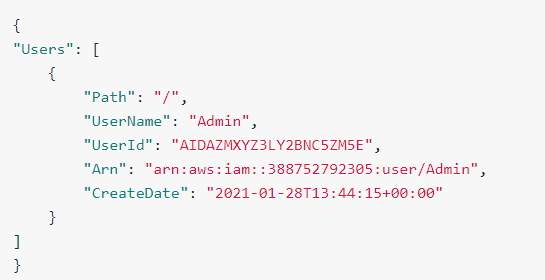 {
"Users": [
    {
        "Path": "/",
        "UserName": "Admin",
        "UserId": "AIDAZMXYZ3LY2BNC5ZM5E",
        "Arn": "arn:aws:iam::388752792305:user/Admin",
        "CreateDate": "2021-01-28T13:44:15+00:00"
    }
]
}